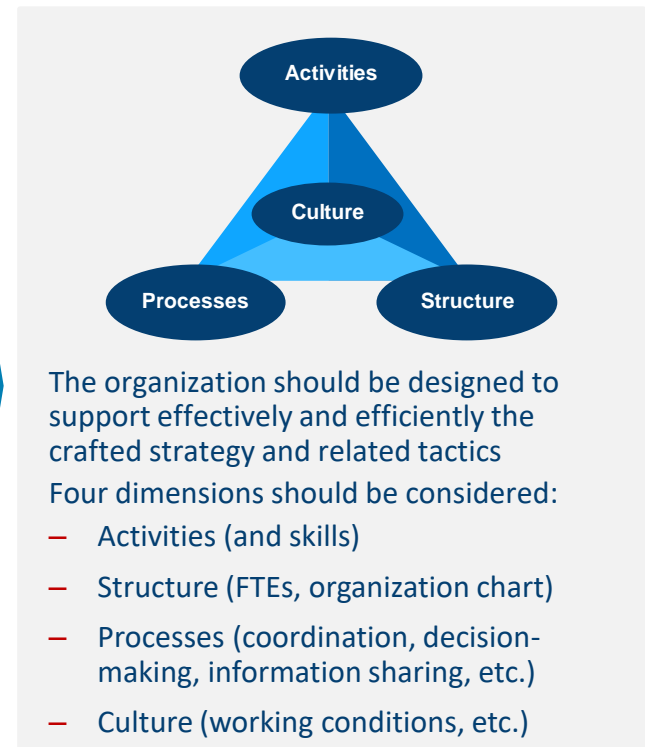 Activities
Culture
Processes
Structure
The organization should be designed to
support effectively and efficiently the
crafted strategy and related tactics
Four dimensions should be considered:
– Activities (and skills)
– Structure (FTEs, organization chart)
– Processes (coordination, decision-
making, information sharing, etc.)
– Culture (working conditions, etc.)